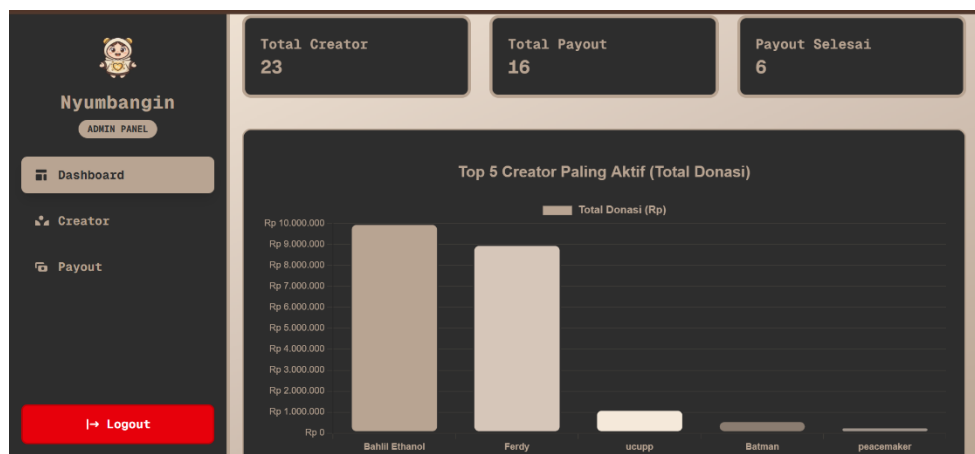 Nyumbangin
ADMIN PANEL
Dashboard
Creator
Payout
Logout
Total Creator
23
Total Payout
16
Payout Selesai
6
Top 5 Creator Paling Aktif (Total Donasi)
Total Donasi (Rp)
Rp 10.000.000
Rp 9.000.000
Rp 8.000.000
Rp 7.000.000
Rp 6.000.000
Rp 5.000.000
Rp 4.000.000
Rp 3.000.000
Rp 2.000.000
Rp 1.000.000
Rp 0
Bahlil Ethanol
Ferdy
ucupp
Batman
peacemaker